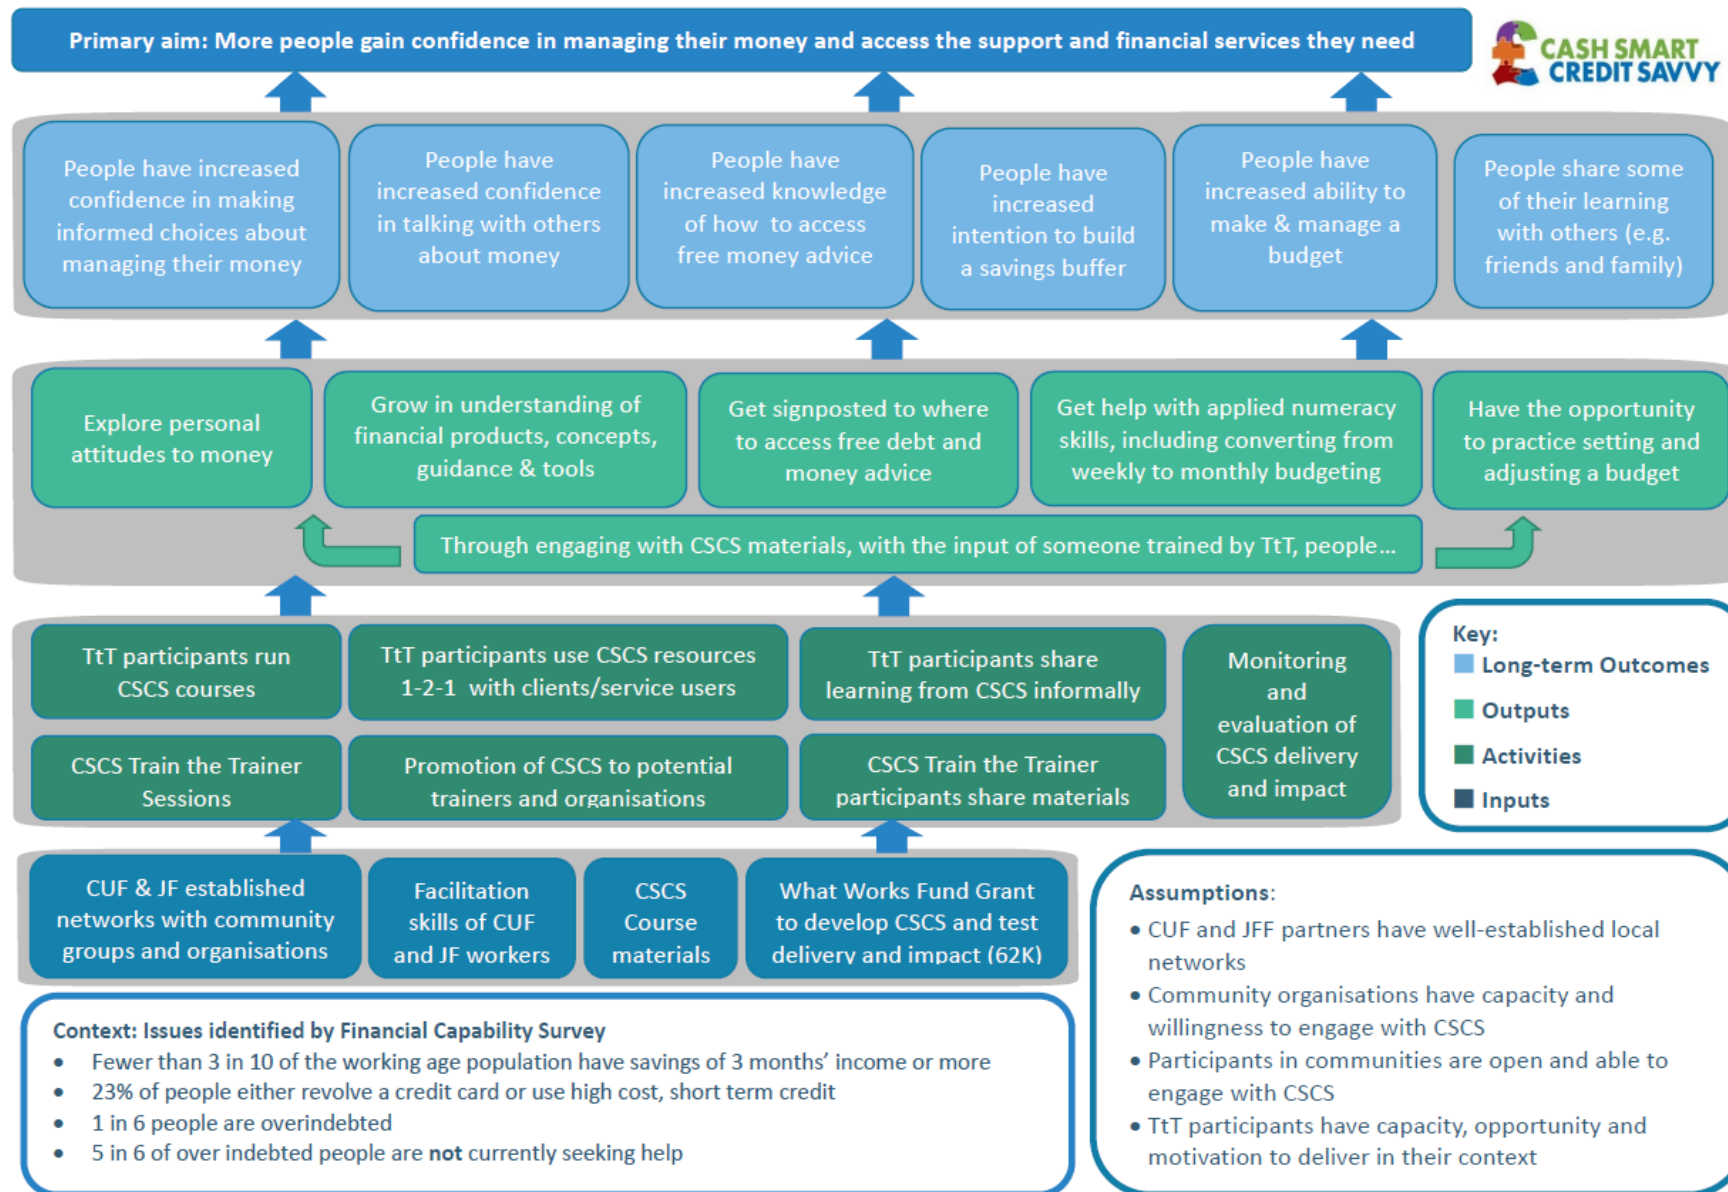 Primary aim: More people gain confidence in managing their money and access the support and financial services they need
CASH SMART
CREDIT SAVVY
People have increased
confidence in making
informed choices about
managing their money
People have
increased confidence
in talking with others
about money
People have
increased knowledge
of how to access
free money advice
People have
increased
intention to build
a savings buffer
People have
increased ability to
make & manage a
budget
People share some
of their learning
with others (e.g.
friends and family)
Explore personal
attitudes to money
Grow in understanding of
financial products, concepts,
guidance & tools
Get signposted to where
to access free debt and
money advice
Get help with applied numeracy
skills, including converting from
weekly to monthly budgeting
Have the opportunity
to practice setting and
adjusting a budget
Through engaging with CSCS materials, with the input of someone trained by TtT, people...
TtT participants run
CSCS courses
TtT participants use CSCS resources
1-2-1 with clients/service users
TtT participants share
learning from CSCS informally
Monitoring
and
evaluation of
CSCS delivery
and impact
CSCS Train the Trainer
Sessions
Promotion of CSCS to potential
trainers and organisations
CSCS Train the Trainer
participants share materials
Key:
Long-term Outcomes
Outputs
Activities
Inputs
CUF & JF established
networks with community
groups and organisations
Facilitation
skills of CUF
and JF workers
CSCS
Course
materials
What Works Fund Grant
to develop CSCS and test
delivery and impact (62K)
Context: Issues identified by Financial Capability Survey
• Fewer than 3 in 10 of the working age population have savings of 3 months' income or more
• 23% of people either revolve a credit card or use high cost, short term credit
• 1 in 6 people are overindebted
• 5 in 6 of over indebted people are not currently seeking help
Assumptions:
• CUF and JFF partners have well-established local
networks
• Community organisations have capacity and
willingness to engage with CSCS
• Participants in communities are open and able to
engage with CSCS
• TtT participants have capacity, opportunity and
motivation to deliver in their context